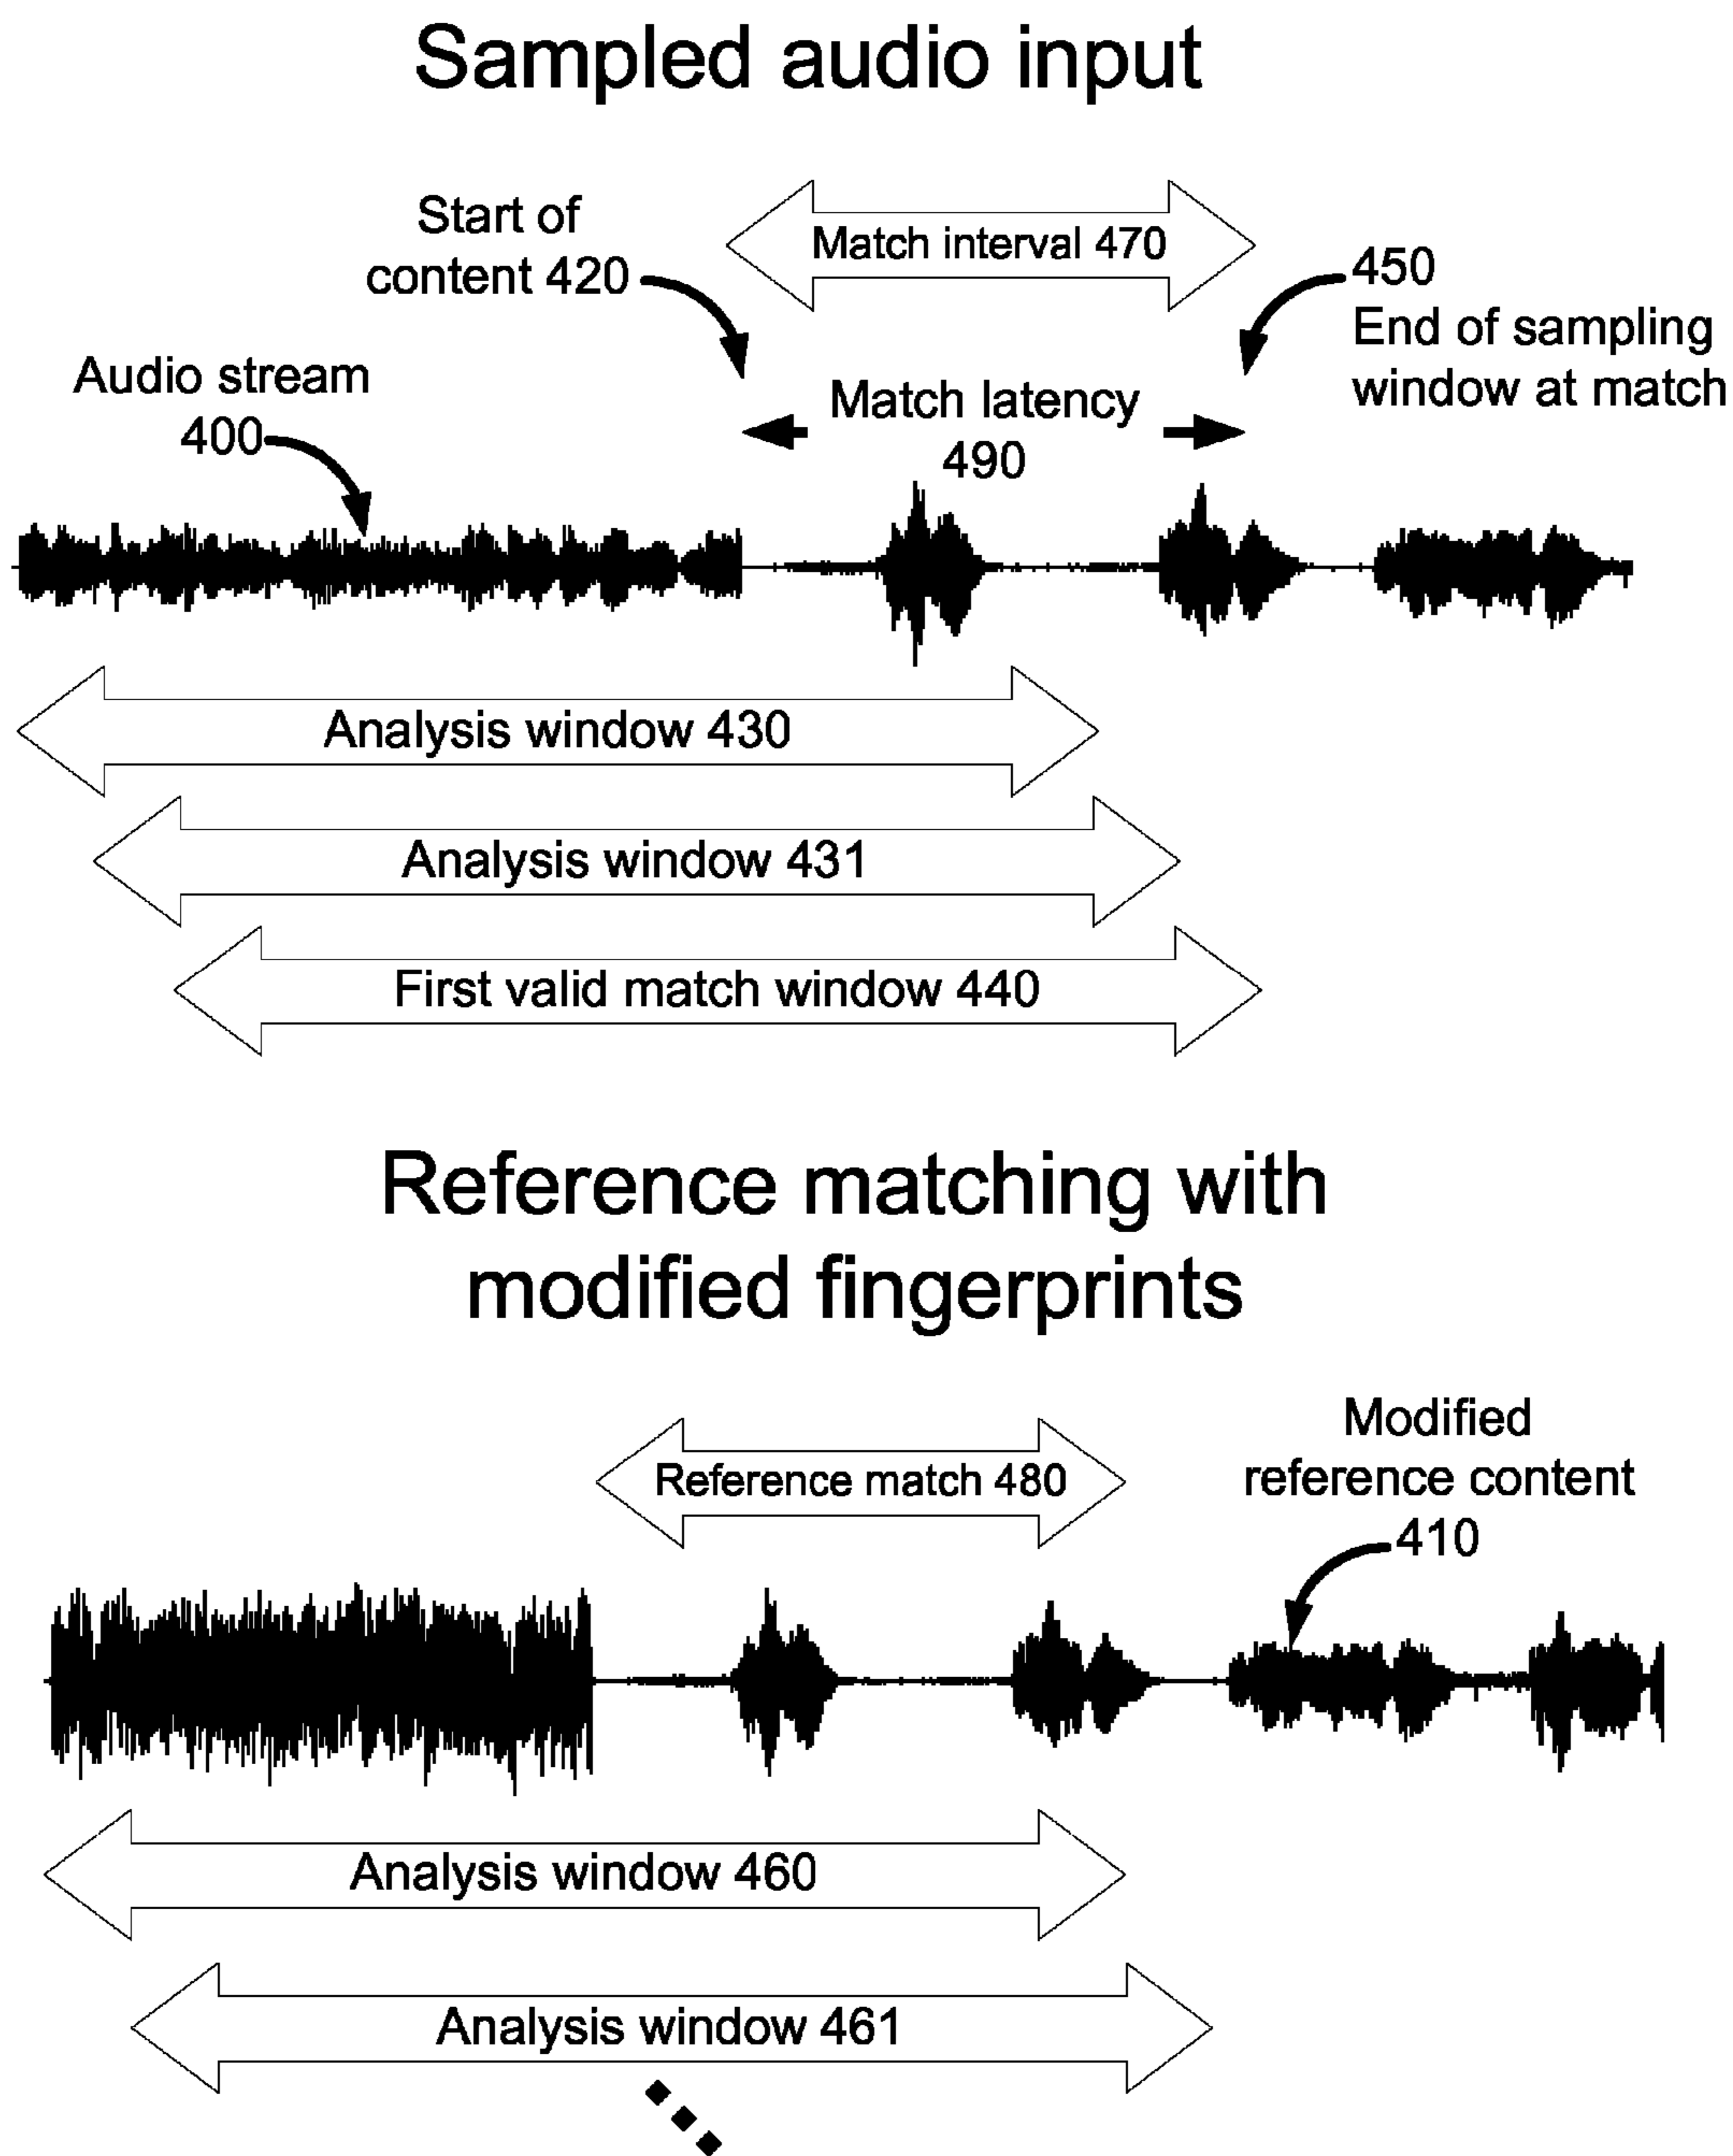 Sampled audio input
Start of
content 420
Match interval 470
450
End of sampling
window at match
Audio stream
400
Match latency
490
Analysis window 430
Analysis window 431
First valid match window 440
Reference matching with
modified fingerprints
Reference match 480
Modified
reference content
410
Analysis window 460
Analysis window 461